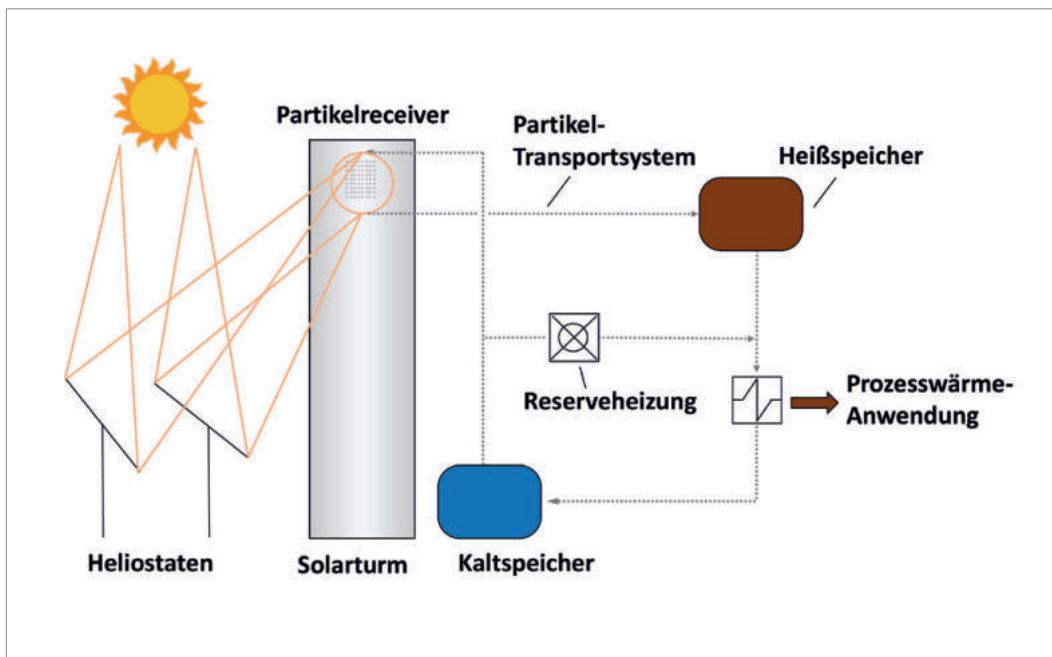 Partikelreceiver
Partikel-
Transportsystem
Heißspeicher
Reserveheizung
Prozesswärme-
Anwendung
Heliostaten
Solarturm
Kaltspeicher